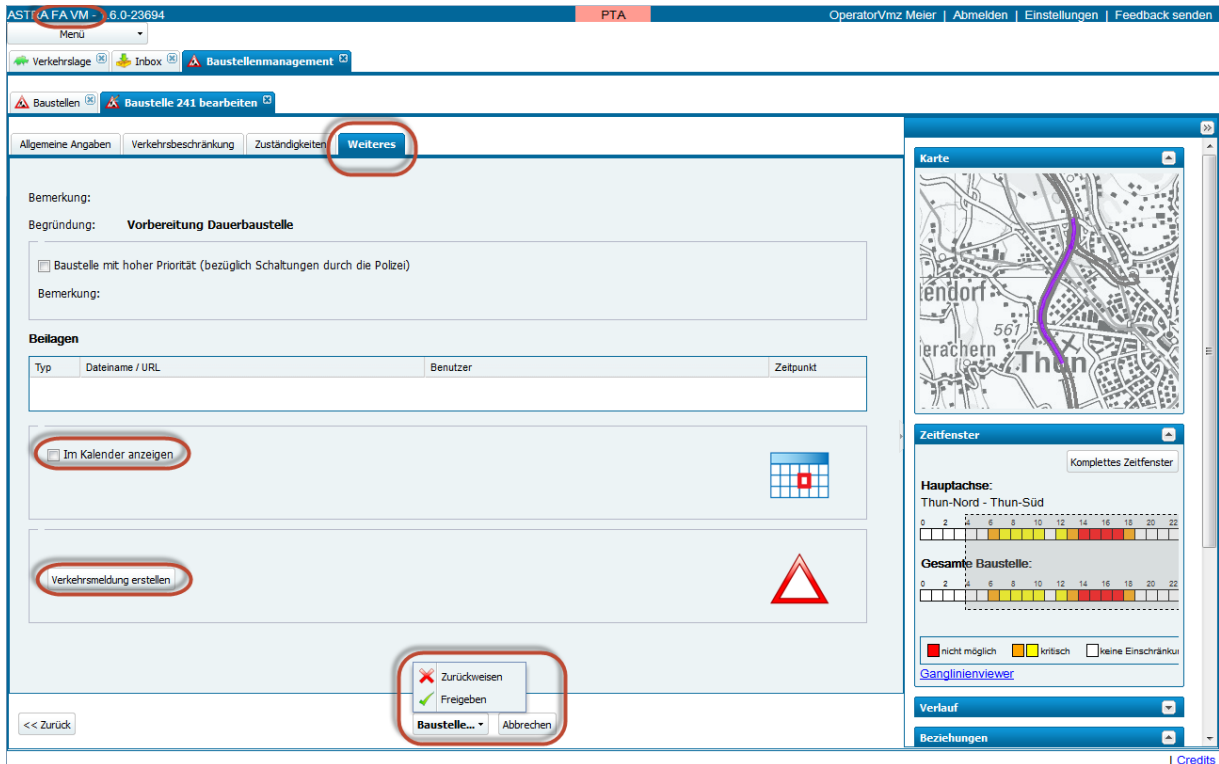 ASTRA FA VM - .6.0-23694
PTA
OperatorVmz Meier | Abmelden | Einstellungen | Feedback senden
Menü
Verkehrslage
Inbox
Baustellenmanagement
Baustellen
Baustelle 241 bearbeiten
Allgemeine Angaben
Verkehrsbeschränkung
Zuständigkeiten
Weiteres
Bemerkung:
Begründung: Vorbereitung Dauerbaustelle
Baustelle mit hoher Priorität (bezüglich Schaltungen durch die Polizei)
Bemerkung:
Beilagen
Typ Dateiname / URL Benutzer Zeitpunkt
Im Kalender anzeigen
Verkehrsmeldung erstellen
Zurückweisen
Freigeben
<< Zurück
Baustelle...
Abbrechen
Karte
endorf
561
ierachern
Thun
Zeitfenster
Komplettes Zeitfenster
Hauptachse:
Thun-Nord - Thun-Süd
0 2 4 6 8 10 12 14 16 18 20 22
Gesamte Baustelle:
0 2 4 6 8 10 12 14 16 18 20 22
nicht möglich kritisch keine Einschränku
Ganglinienviewer
Verlauf
Beziehungen
| Credits